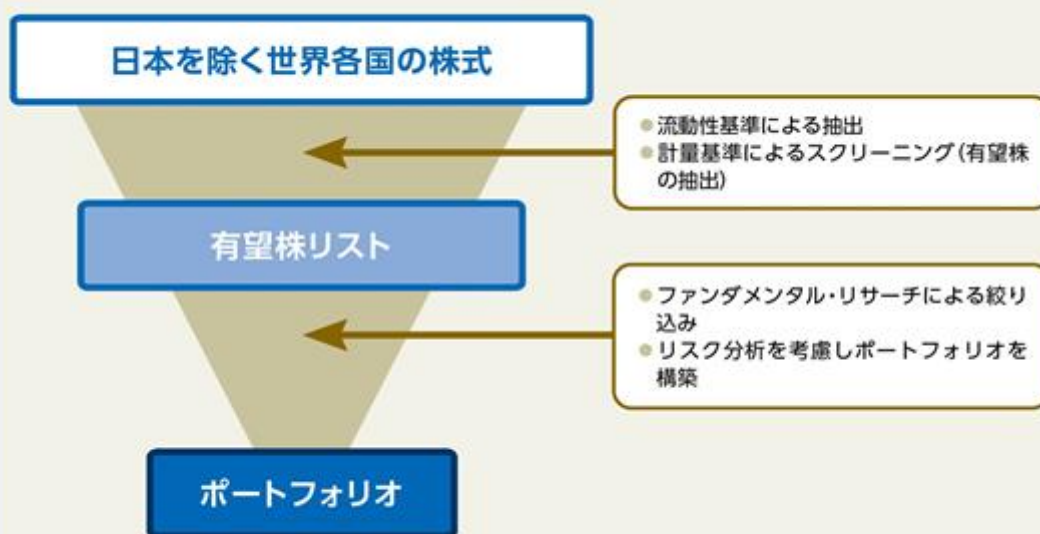 日本を除く世界各国の株式
●流動性基準による抽出
●計量基準によるスクリーニング(有望株
の抽出)
有望株リスト
●ファンダメンタル・リサーチによる絞り
込み
●リスク分析を考慮しポートフォリオを
構築
ポートフォリオ